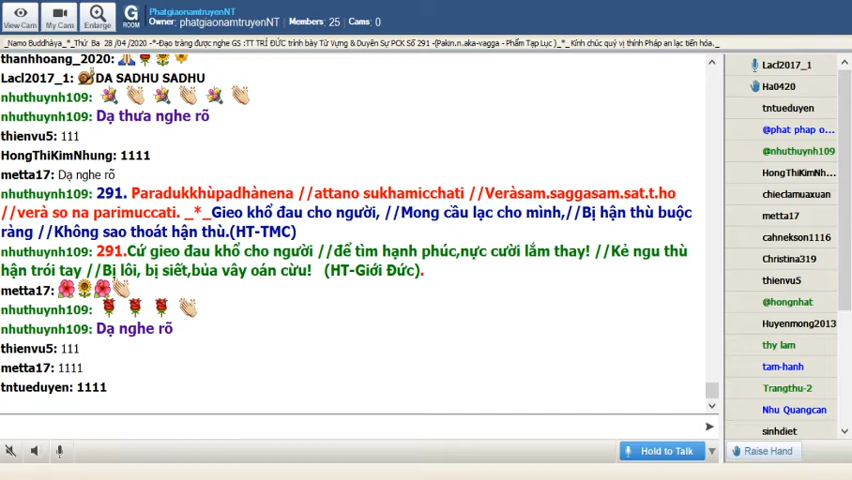 View Cam
My Cam
Enlarge
G
ROOM
PhatgiaonamtruyenNT
Owner: phatgiaonamtruyenNT Members: 25 Cams: 0
_Namo Buddhàya_*_Thứ Ba 28 /04 /2020 -*-Đạo tràng được nghe GS :TT TRÍ ĐỨC trình bày Từ Vựng & Duyên Sự PCK Số 291 -(Pakin.n.aka-vagga - Phẩm Tạp Lục )_*_ Kính chúc quý vị thính Pháp an lạc tiến hóa._
thanhhoang_2020:
Lacl2017_1: DA SADHU SADHU
nhuthuynh109:
nhuthuynh109: Dạ thưa nghe rõ
thienvu5: 111
HongThiKimNhung: 1111
metta17: Dạ nghe rõ
nhuthuynh109: 291. Paradukkhùpadhànena //attano sukhamicchati //Veràsam.saggasam.sat.t.ho
//verà so na parimuccati. _*_Gieo khổ đau cho người, //Mong cầu lạc cho mình,//Bị hận thù buộc
ràng //Không sao thoát hận thù.(HT-TMC)
nhuthuynh109: 291.Cứ gieo đau khổ cho người //để tìm hạnh phúc,nực cười lắm thay! //Kẻ ngu thù
hận trói tay //Bị lôi, bị siết,bủa vây oán cừu! (HT-Giới Đức).
metta17:
nhuthuynh109:
nhuthuynh109: Dạ nghe rõ
thienvu5: 111
metta17: 1111
tntueduyen: 1111
Lacl2017_1
Ha0420
tntueduyen
@phat phap o...
@nhuthuynh109
HongThiKimNh...
chieclamuaxuan
metta17
cahnekson1116
Christina319
thienvu5
@hongnhat
Huyenmong2013
thy lam
tam-hanh
Trangthu-2
Nhu Quangcan
sinhdiet
Hold to Talk
Raise Hand